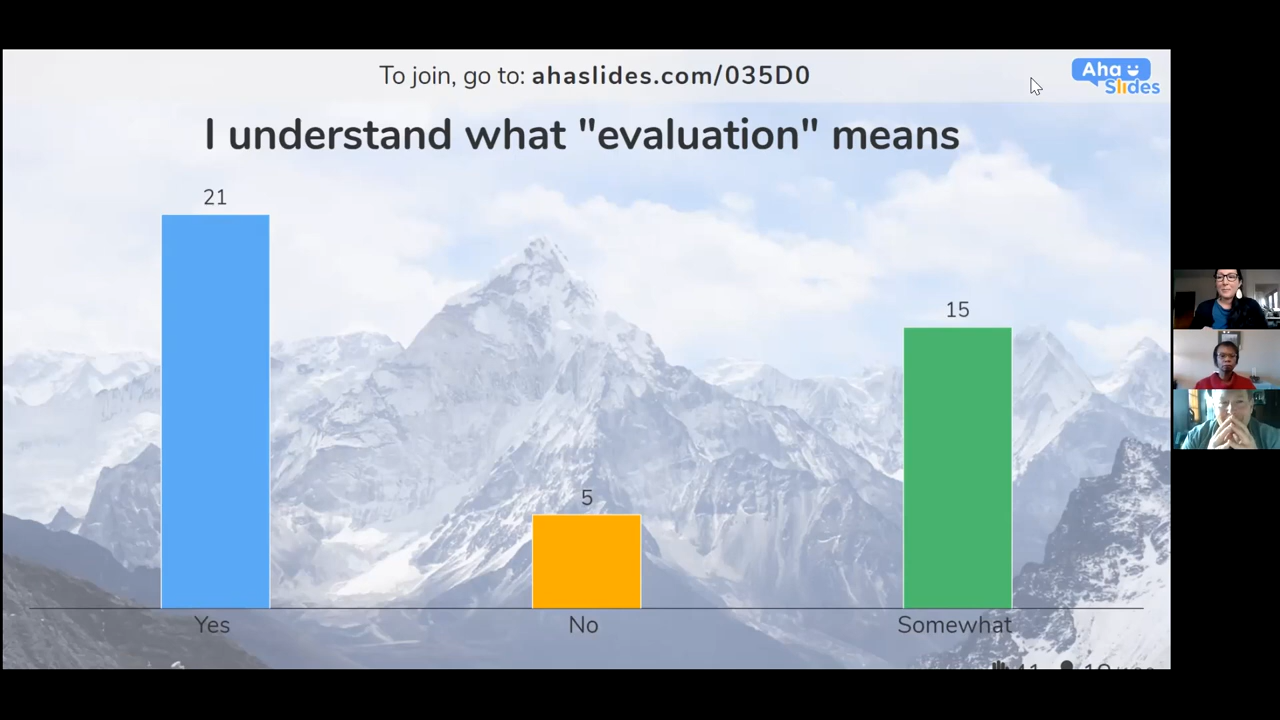 To join, go to: ahaslides.com/035D0
Aha
Slides
I understand what "evaluation" means
21
5
15
Yes
No
Somewhat